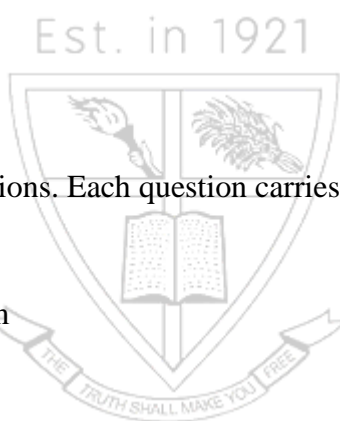 Est. in 1921
ions. Each question carries
n
THE TRUTH SHALL MAKE YOU FREE